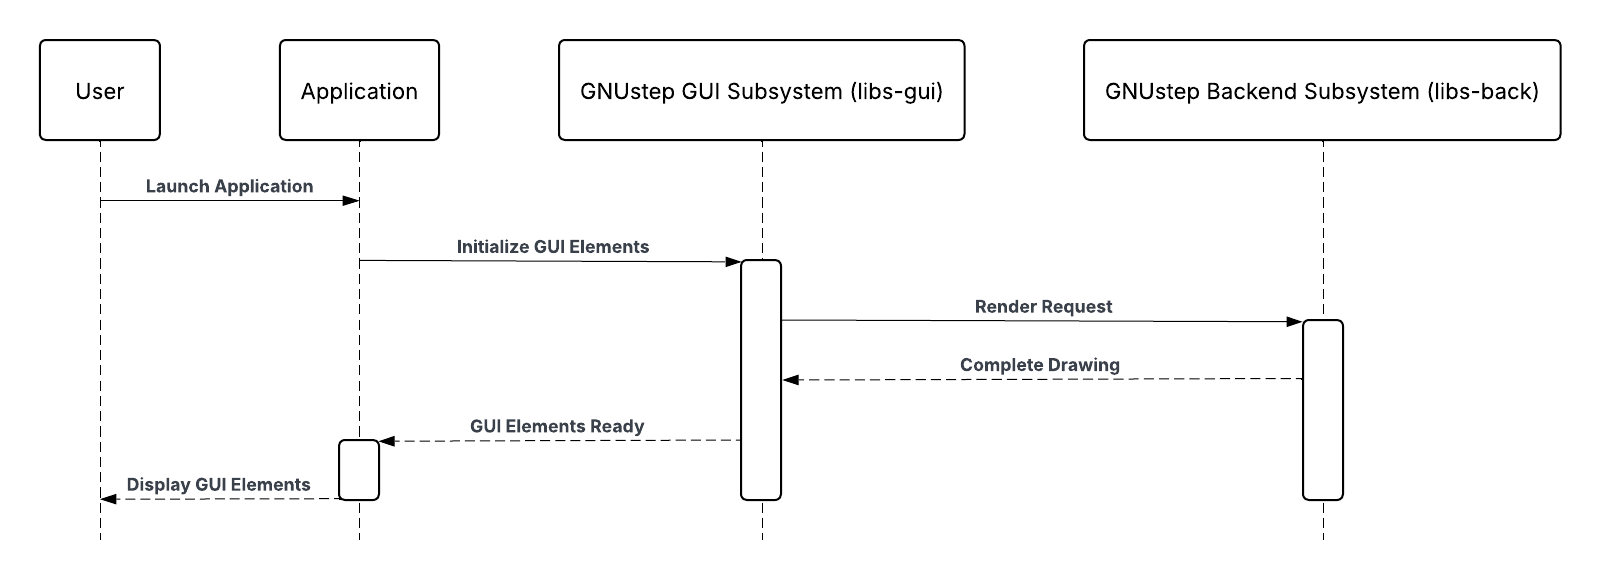 User
Application
GNUstep GUI Subsystem (libs-gui)
GNUstep Backend Subsystem (libs-back)
Launch Application
Initialize GUI Elements
Render Request
Complete Drawing
GUI Elements Ready
Display GUI Elements